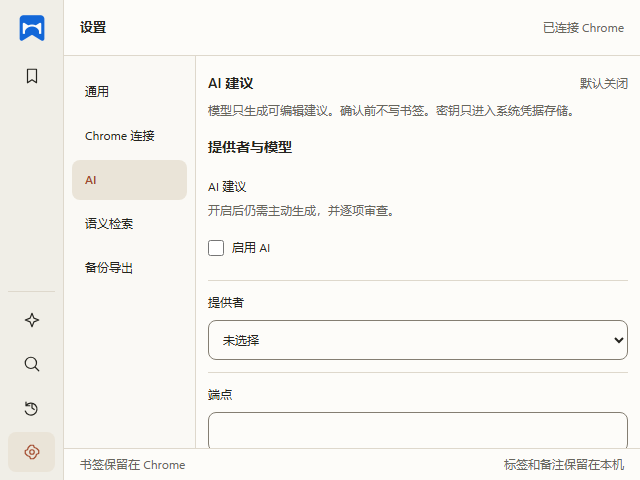 设置
已连接 Chrome
通用
Chrome 连接
AI
语义检索
备份导出
AI 建议
默认关闭
模型只生成可编辑建议。确认前不写书签。密钥只进入系统凭据存储。
提供者与模型
AI 建议
开启后仍需主动生成，并逐项审查。
启用 AI
提供者
未选择
端点
书签保留在 Chrome
标签和备注保留在本机